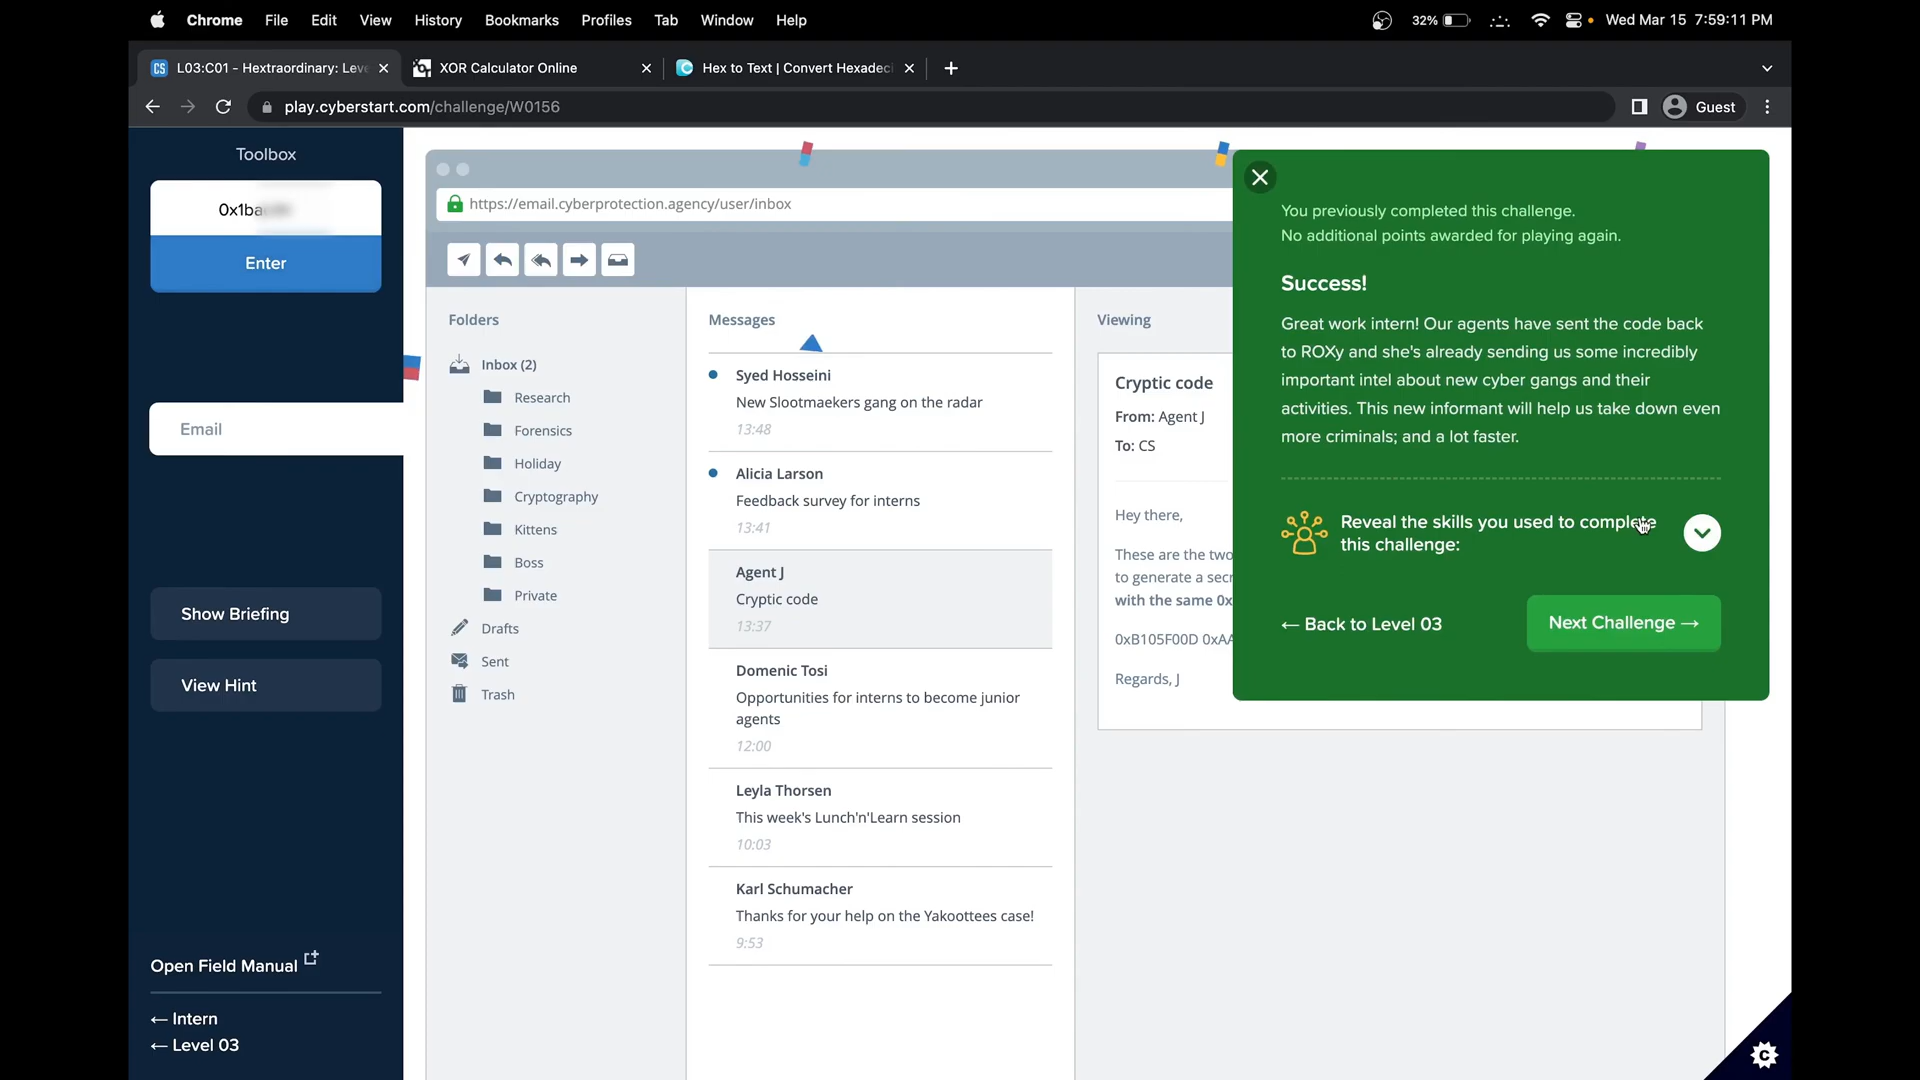 Chrome File Edit View History Bookmarks Profiles Tab Window Help 32% Wed Mar 15 7:59:11 PM
L03:C01 - Hextraordinary: Leve XOR Calculator Online Hex to Text | Convert Hexadeci
play.cyberstart.com/challenge/W0156 Guest
Toolbox
0x1ba
Enter
Email
Show Briefing
View Hint
Open Field Manual
← Intern
← Level 03
https://email.cyberprotection.agency/user/inbox
Folders
Inbox (2)
Research
Forensics
Holiday
Cryptography
Kittens
Boss
Private
Drafts
Sent
Trash
Messages
Syed Hosseini
New Slootmaekers gang on the radar
13:48
Alicia Larson
Feedback survey for interns
13:41
Agent J
Cryptic code
13:37
Domenic Tosi
Opportunities for interns to become junior
agents
12:00
Leyla Thorsen
This week's Lunch'n'Learn session
10:03
Karl Schumacher
Thanks for your help on the Yakoottees case!
9:53
Viewing
Cryptic code
From: Agent J
To: CS
Hey there,
These are the two
to generate a sec
with the same 0x
0xB105F00D 0xAA
Regards, J
You previously completed this challenge.
No additional points awarded for playing again.
Success!
Great work intern! Our agents have sent the code back
to ROXy and she's already sending us some incredibly
important intel about new cyber gangs and their
activities. This new informant will help us take down even
more criminals; and a lot faster.
Reveal the skills you used to complete
this challenge:
← Back to Level 03
Next Challenge →